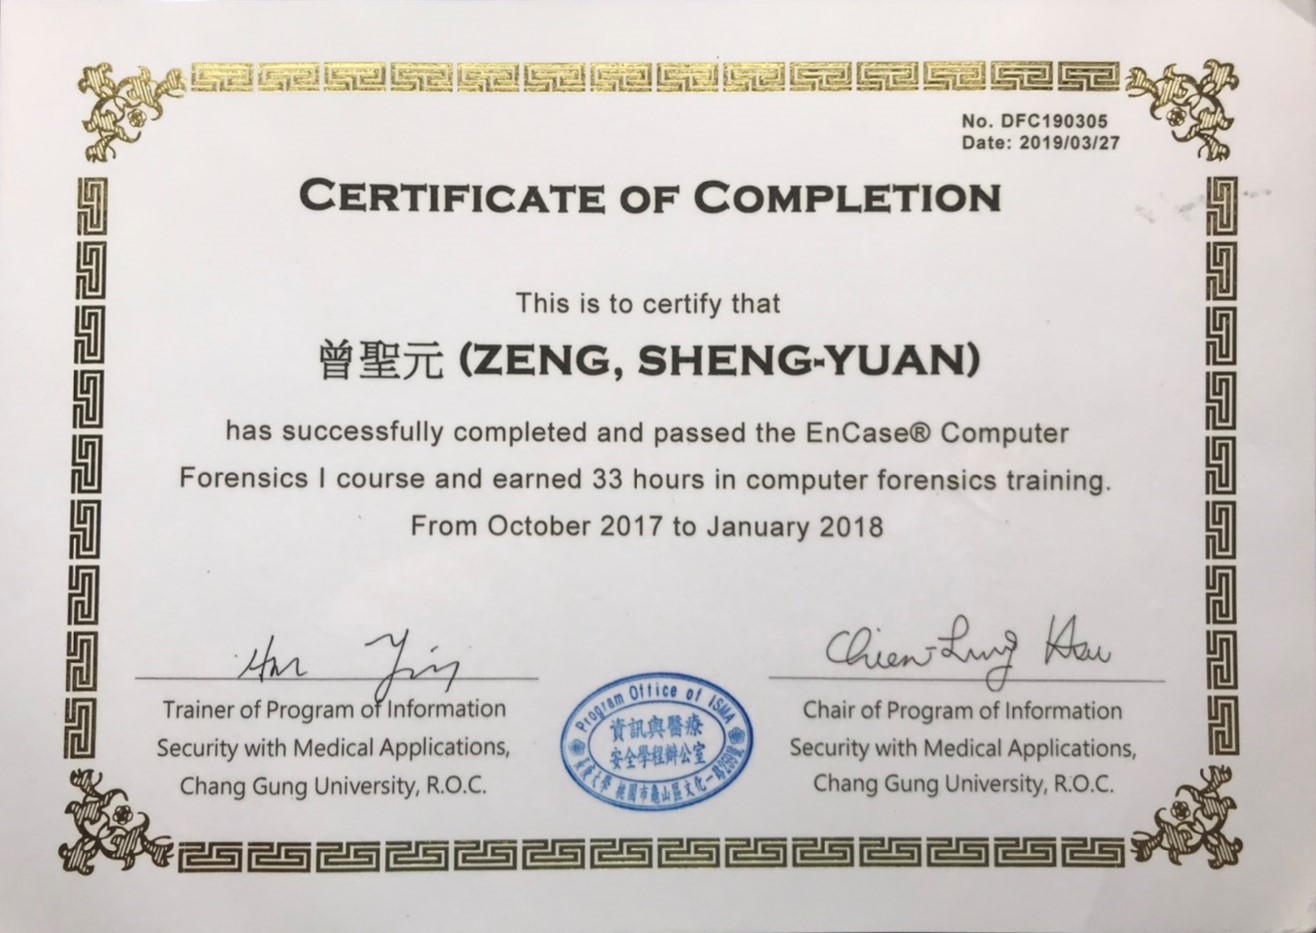 No. DFC190305
Date: 2019/03/27
CERTIFICATE OF COMPLETION
This is to certify that
曾聖元 (ZENG, SHENG-YUAN)
has successfully completed and passed the EnCase® Computer
Forensics I course and earned 33 hours in computer forensics training.
From October 2017 to January 2018
Chien-Lung Hsu
Trainer of Program of Information
Security with Medical Applications,
Chang Gung University, R.O.C.
Program Office of ISMA
資訊與醫療
安全學程辦公室
長庚大學 桃園市龜山區文化一路259號
Chair of Program of Information
Security with Medical Applications,
Chang Gung University, R.O.C.